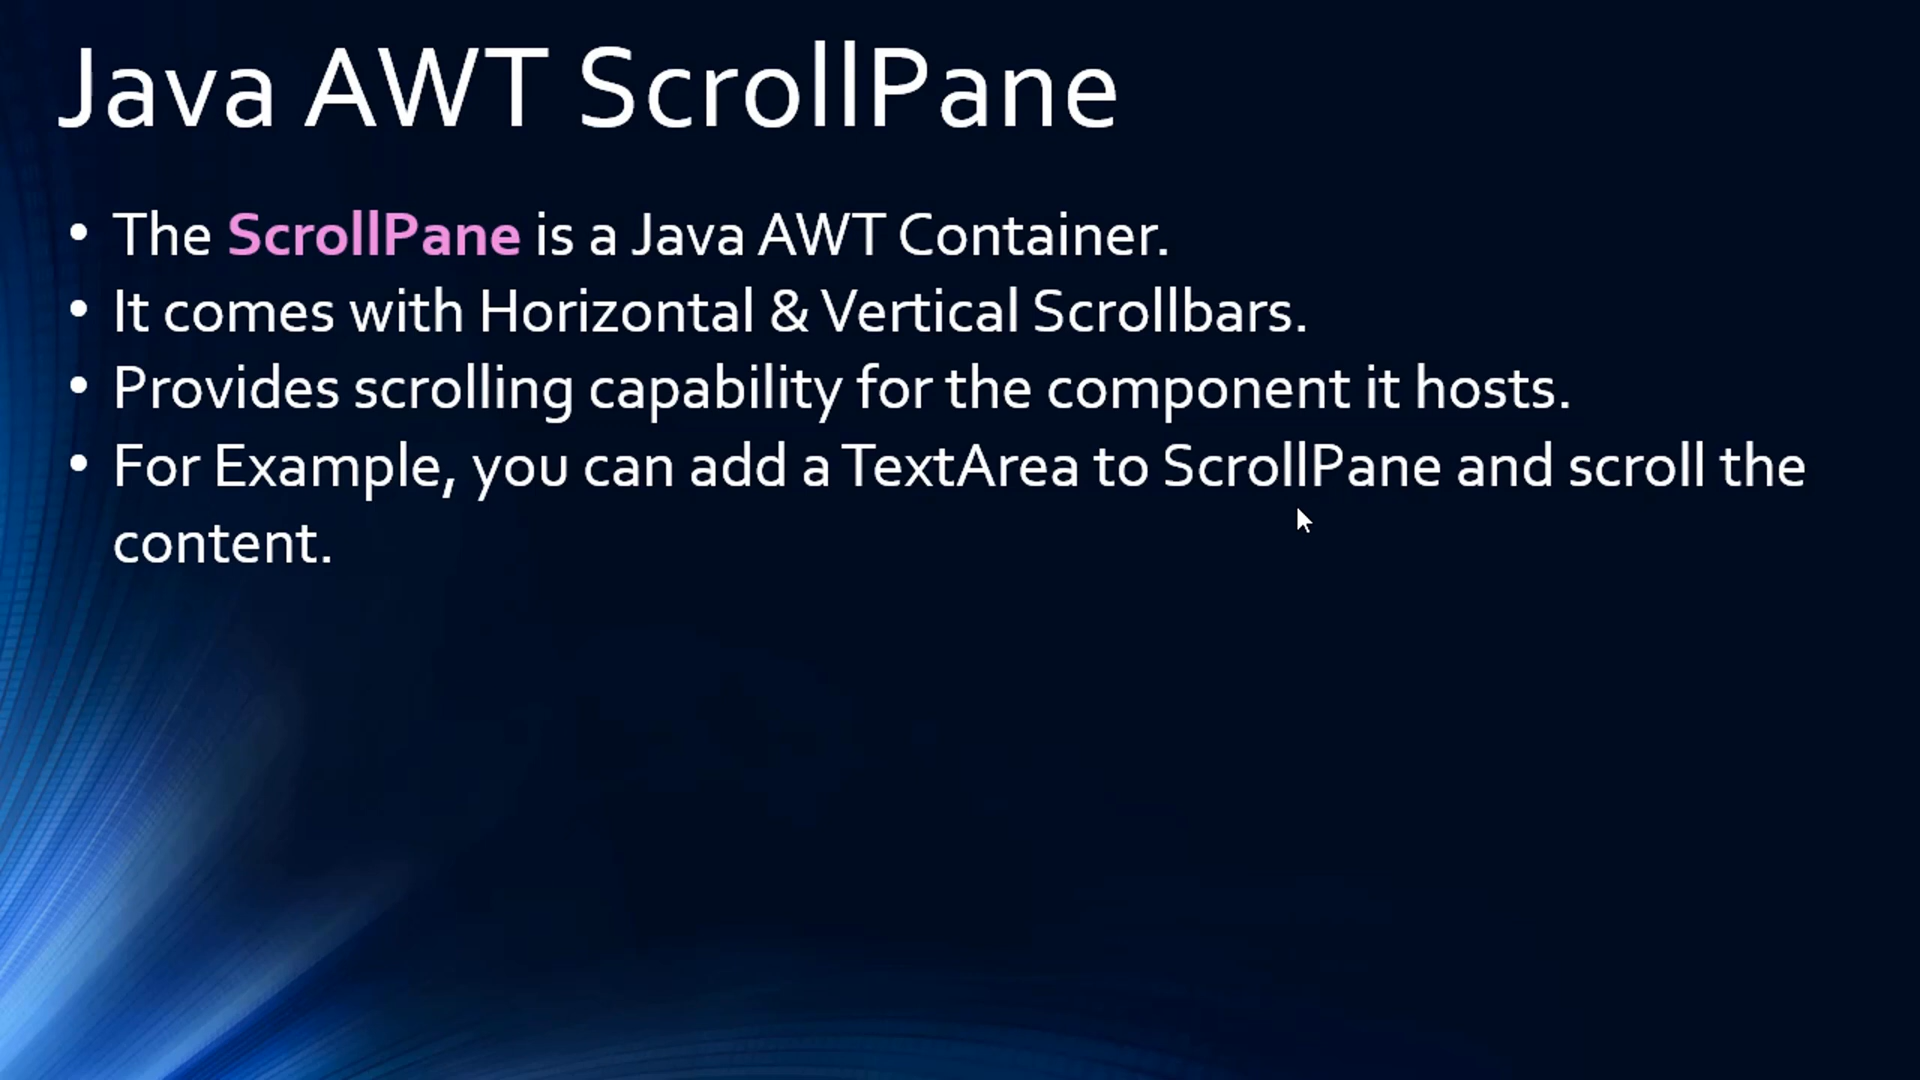 Java AWT ScrollPane
• The ScrollPane is a Java AWT Container.
• It comes with Horizontal & Vertical Scrollbars.
• Provides scrolling capability for the component it hosts.
• For Example, you can add a TextArea to ScrollPane and scroll the
content.